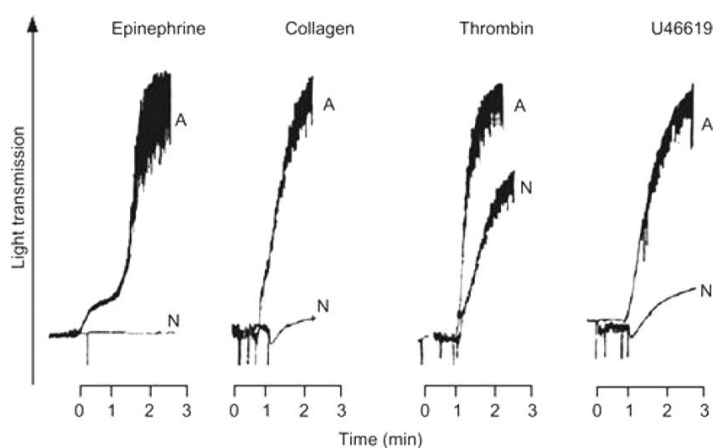 Epinephrine Collagen Thrombin U46619
Light transmission
A
N
A
N
A
N
A
N
0 1 2 3
0 1 2 3
0 1 2 3
0 1 2 3
Time (min)